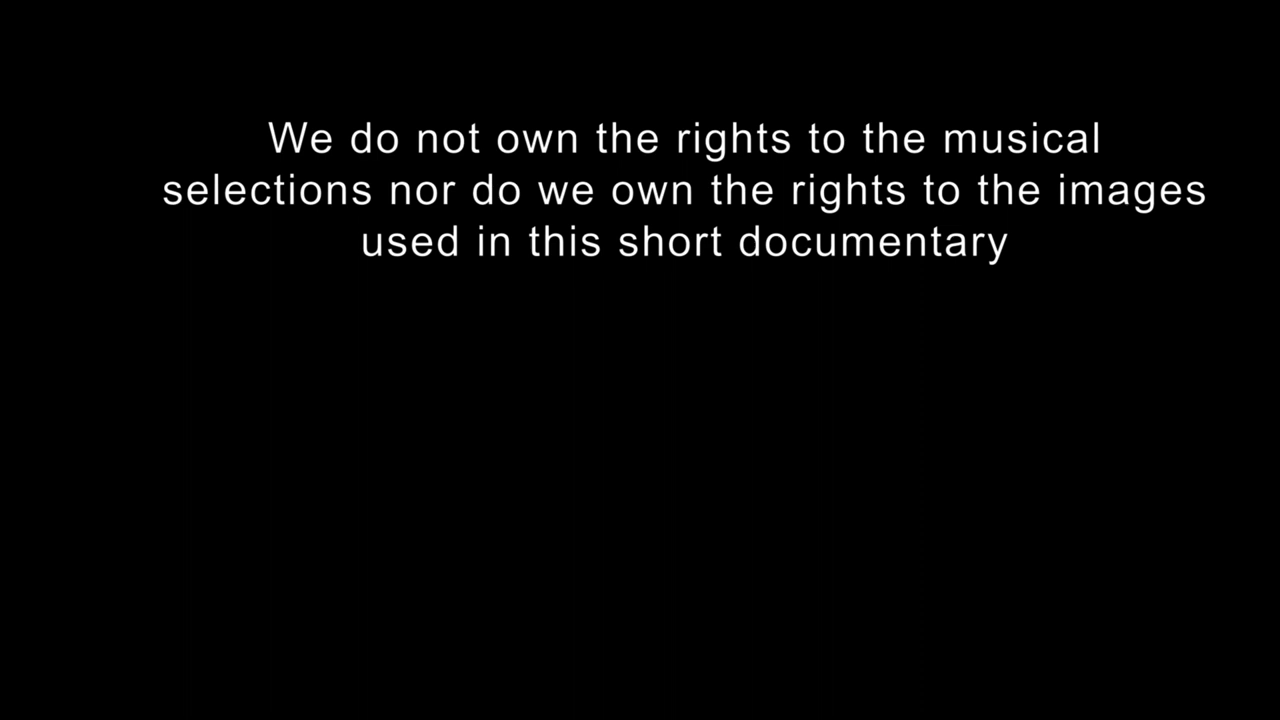 We do not own the rights to the musical
selections nor do we own the rights to the images
used in this short documentary